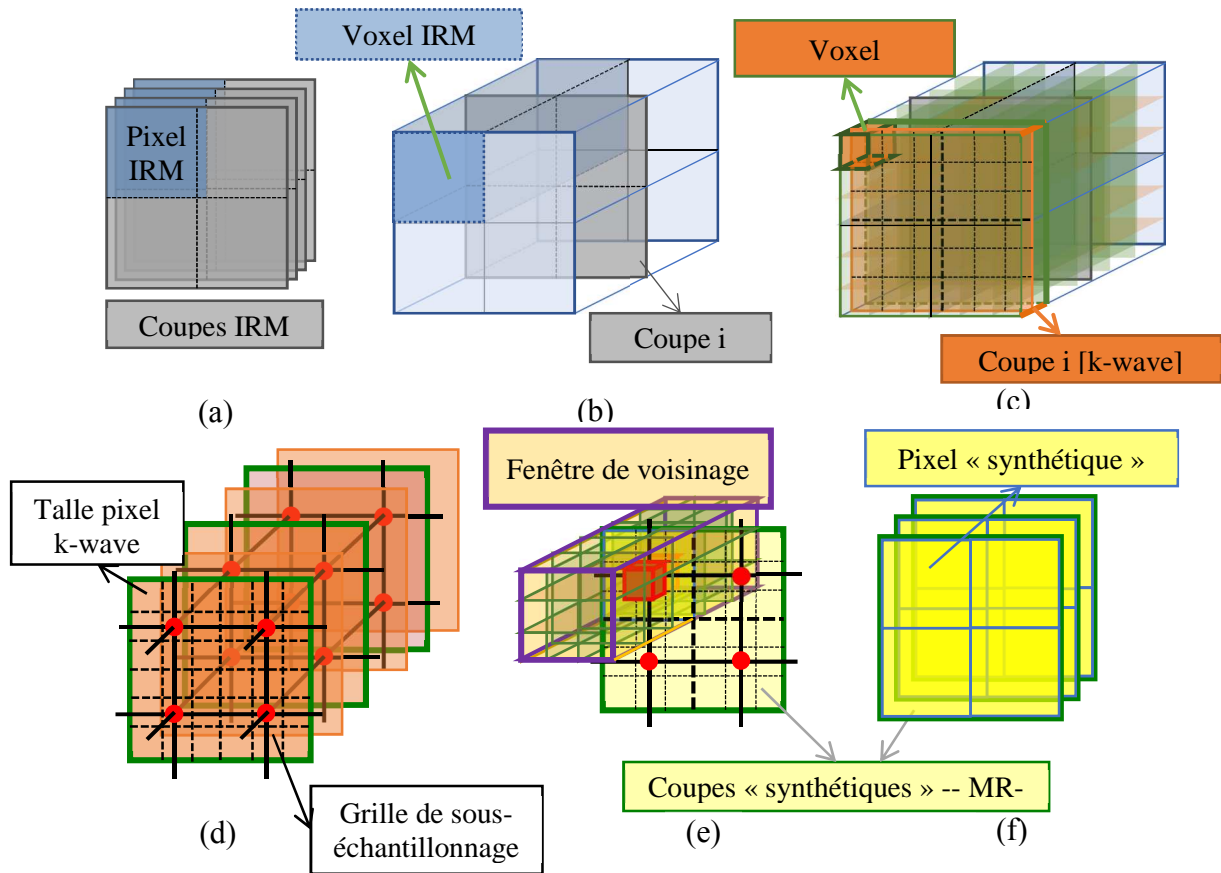 Voxel IRM
Voxel
Pixel
IRM
Coupes IRM
Coupe i
Coupe i [k-wave]
(a)
(b)
(c)
Talle pixel
k-wave
Fenêtre de voisinage
Pixel « synthétique »
Grille de sous-
échantillonnage
Coupes « synthétiques » -- MR-
(d)
(e)
(f)